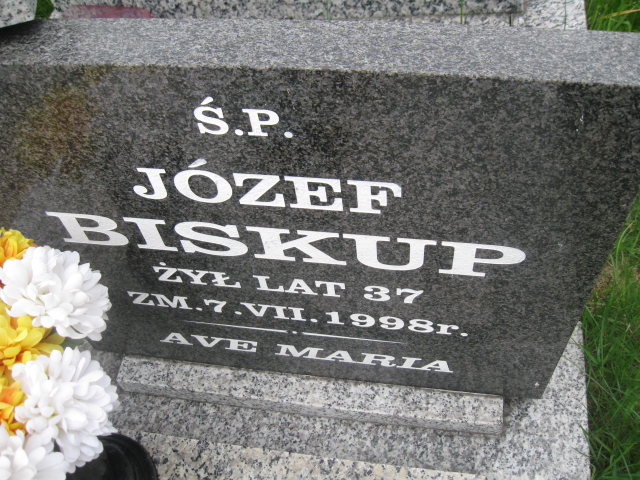 Ś.P.
JÓZEF
BISKUP
ŻYŁ LAT 37
ZM.7.VII.1998r.
AVE MARIA